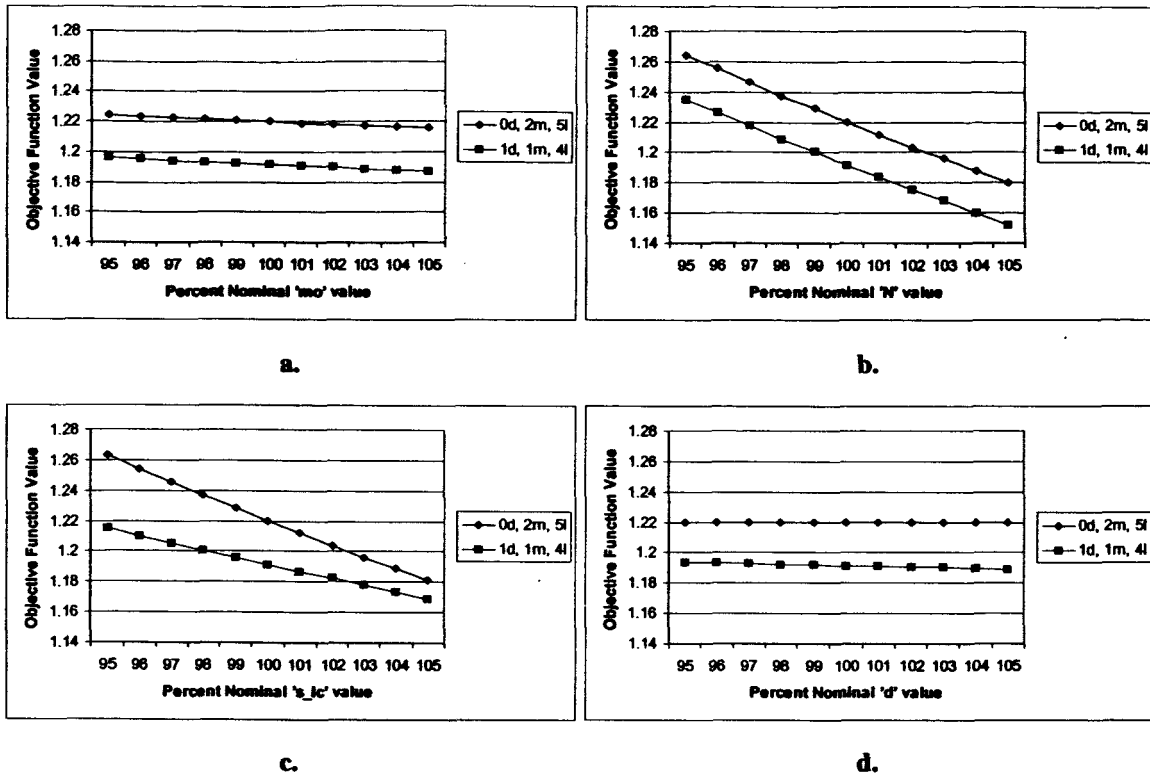 Objective Function Value
1.28
1.26
1.24
1.22
1.2
1.18
1.16
1.14
95 96 97 98 99 100 101 102 103 104 105
Percent Nominal 'mo' value
0d, 2m, 5l
1d, 1m, 4l
a.
Objective Function Value
1.28
1.26
1.24
1.22
1.2
1.18
1.16
1.14
95 96 97 98 99 100 101 102 103 104 105
Percent Nominal 'N' value
0d, 2m, 5l
1d, 1m, 4l
b.
Objective Function Value
1.28
1.26
1.24
1.22
1.2
1.18
1.16
1.14
95 96 97 98 99 100 101 102 103 104 105
Percent Nominal 's_lc' value
0d, 2m, 5l
1d, 1m, 4l
c.
Objective Function Value
1.28
1.26
1.24
1.22
1.2
1.18
1.16
1.14
95 96 97 98 99 100 101 102 103 104 105
Percent Nominal 'd' value
0d, 2m, 5l
1d, 1m, 4l
d.